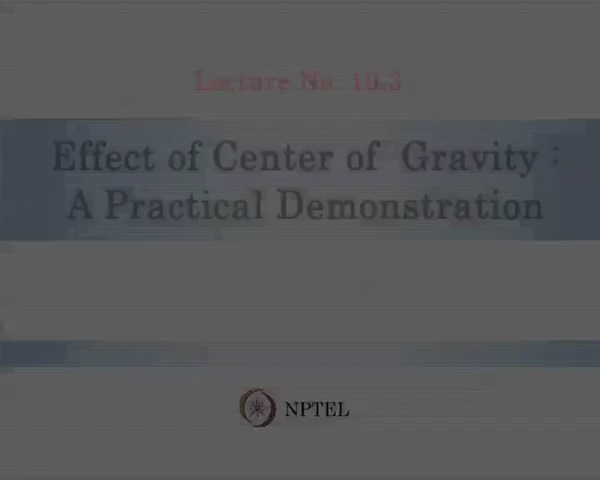 Lecture No. 10.3
Effect of Center of Gravity :
A Practical Demonstration
NPTEL